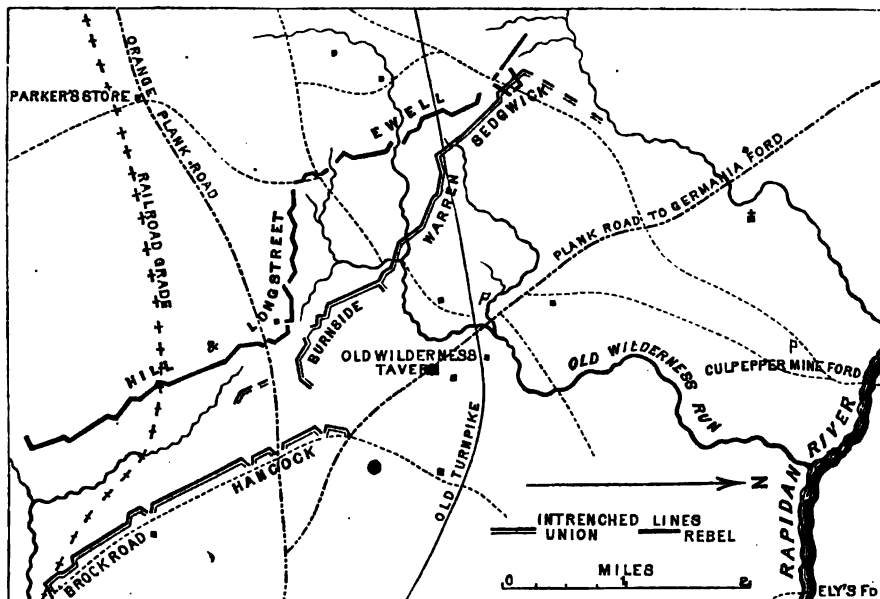 PARKER'S STORE
ORANGE PLANK ROAD
RAILROAD GRADE
EWELL
SEDGWICK
WARREN
PLANK ROAD TO GERMANIA FORD
HILL & LONGSTREET
BURNSIDE
OLD WILDERNESS
TAVERN
OLD WILDERNESS RUN
CULPEPPER MINE FORD
HANCOCK
BROCK ROAD
OLD TURNPIKE
N
INTRENCHED LINES
UNION REBEL
MILES
0 1 2
RAPIDAN RIVER
ELY'S FD